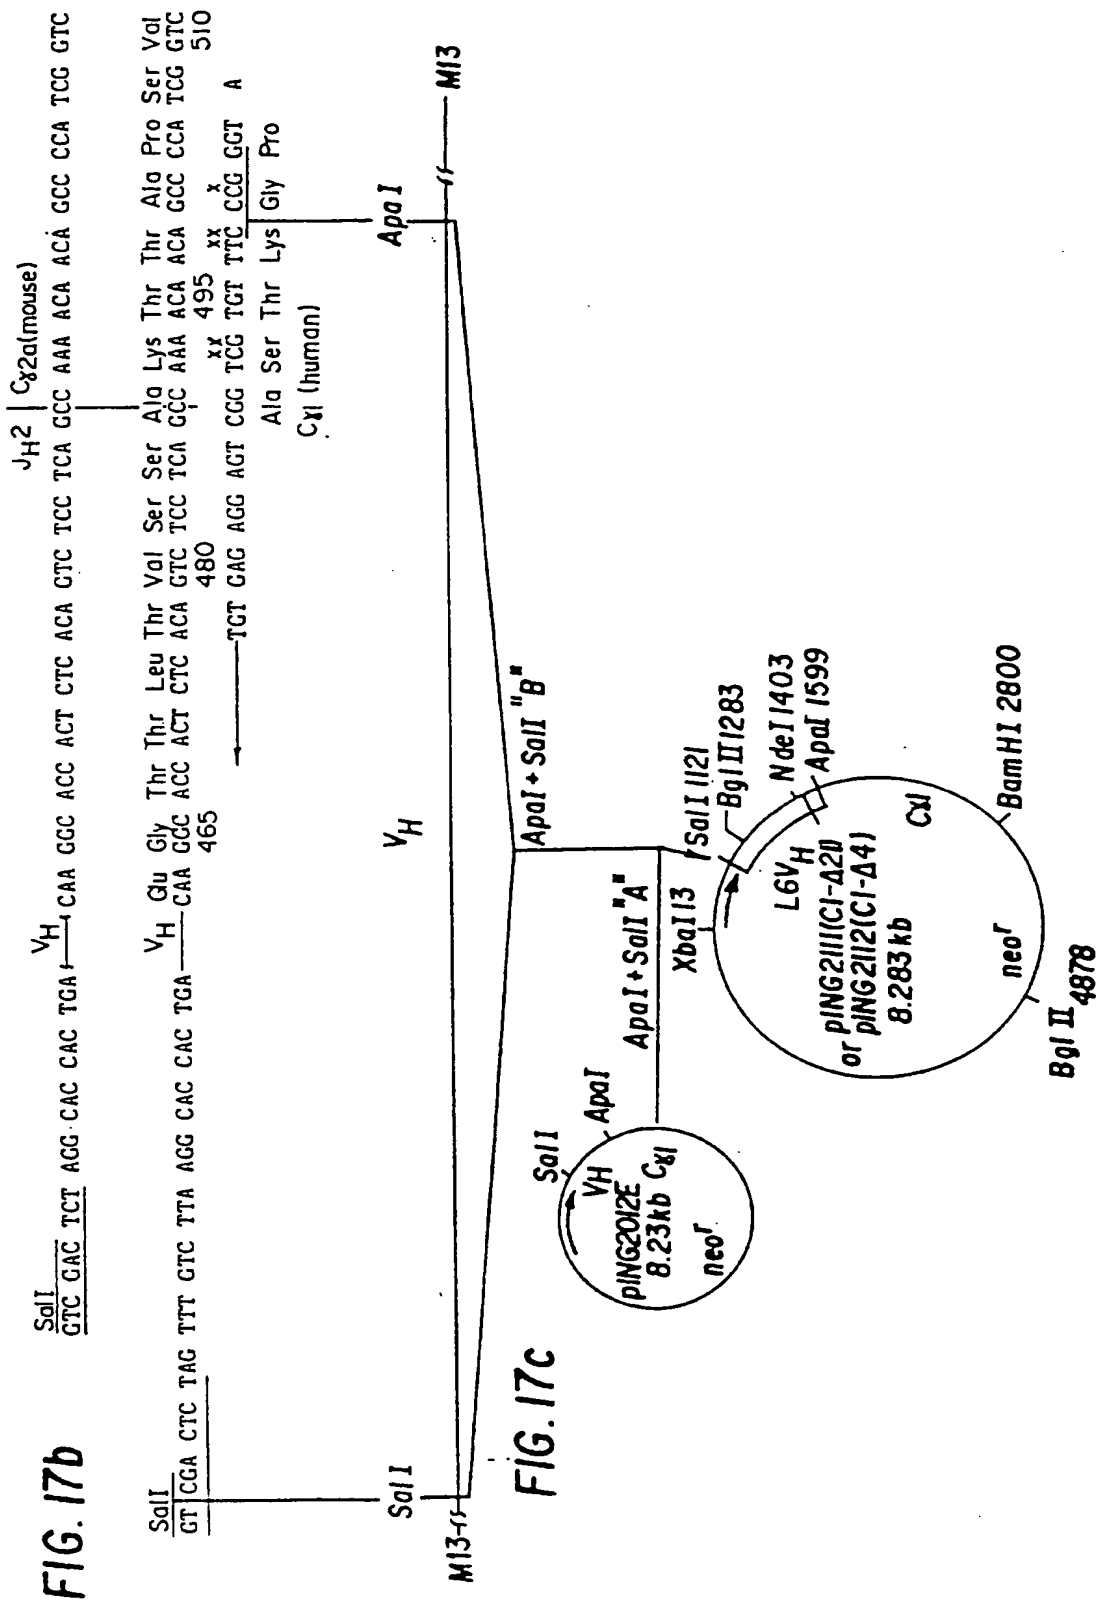 FIG. 17b
JH2 | Cγ2a(mouse)
SalI
VH
GTC GAC TCT AGG CAC CAC TGA CAA GGC ACC ACT CTC ACA GTC TCC TCA GCC AAA ACA ACA GCC CCA TCG GTC
SalI
VH Gu Gly Thr Thr Leu Thr Val Ser Ser Ala Lys Thr Thr Ala Pro Ser Val
GT CGA CTC TAG TTT GTC TTA AGG CAC CAC TGA CAA GGC ACC ACT CTC ACA GTC TCC TCA GCC AAA ACA ACA GCC CCA TCG GTC
465 480 495 510
xx xx x
TGT GAG AGG AGT CGG TCG TGT TTC CCG GGT A
Ala Ser Thr Lys Gly Pro
Cγ1 (human)
SalI
ApaI
M13
VH
M13
FIG. 17c
ApaI + SalI "B"
ApaI + SalI "A"
SalI
ApaI
VH
pING2012E
8.23kb
Cγ1
neor
XbaI 13
SalI 1121
BglII 1283
NdeI 1403
ApaI 1599
L6VH
pING2111(C1-Δ21)
or pING2112(C1-Δ4)
8.283kb
Cγ1
neor
BamHI 2800
Bgl II 4878